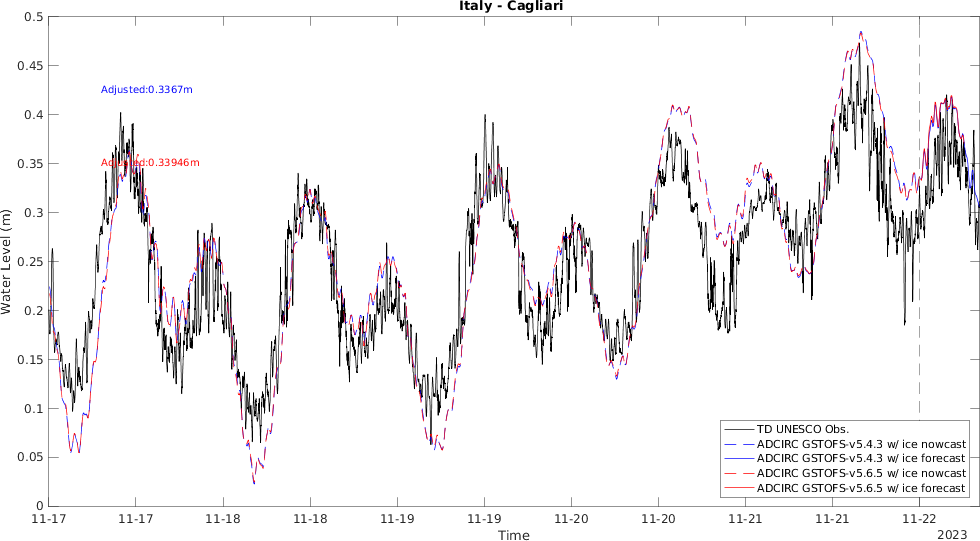 Italy - Cagliari
0.5
0.45
0.4
0.35
0.3
0.25
0.2
0.15
0.1
0.05
0
Water Level (m)
Adjusted:0.3367m
Adjusted:0.33946m
TD UNESCO Obs.
ADCIRC GSTOFS-v5.4.3 w/ ice nowcast
ADCIRC GSTOFS-v5.4.3 w/ ice forecast
ADCIRC GSTOFS-v5.6.5 w/ ice nowcast
ADCIRC GSTOFS-v5.6.5 w/ ice forecast
11-17 11-17 11-18 11-18 11-19 11-19 11-20 11-20 11-21 11-21 11-22
Time
2023